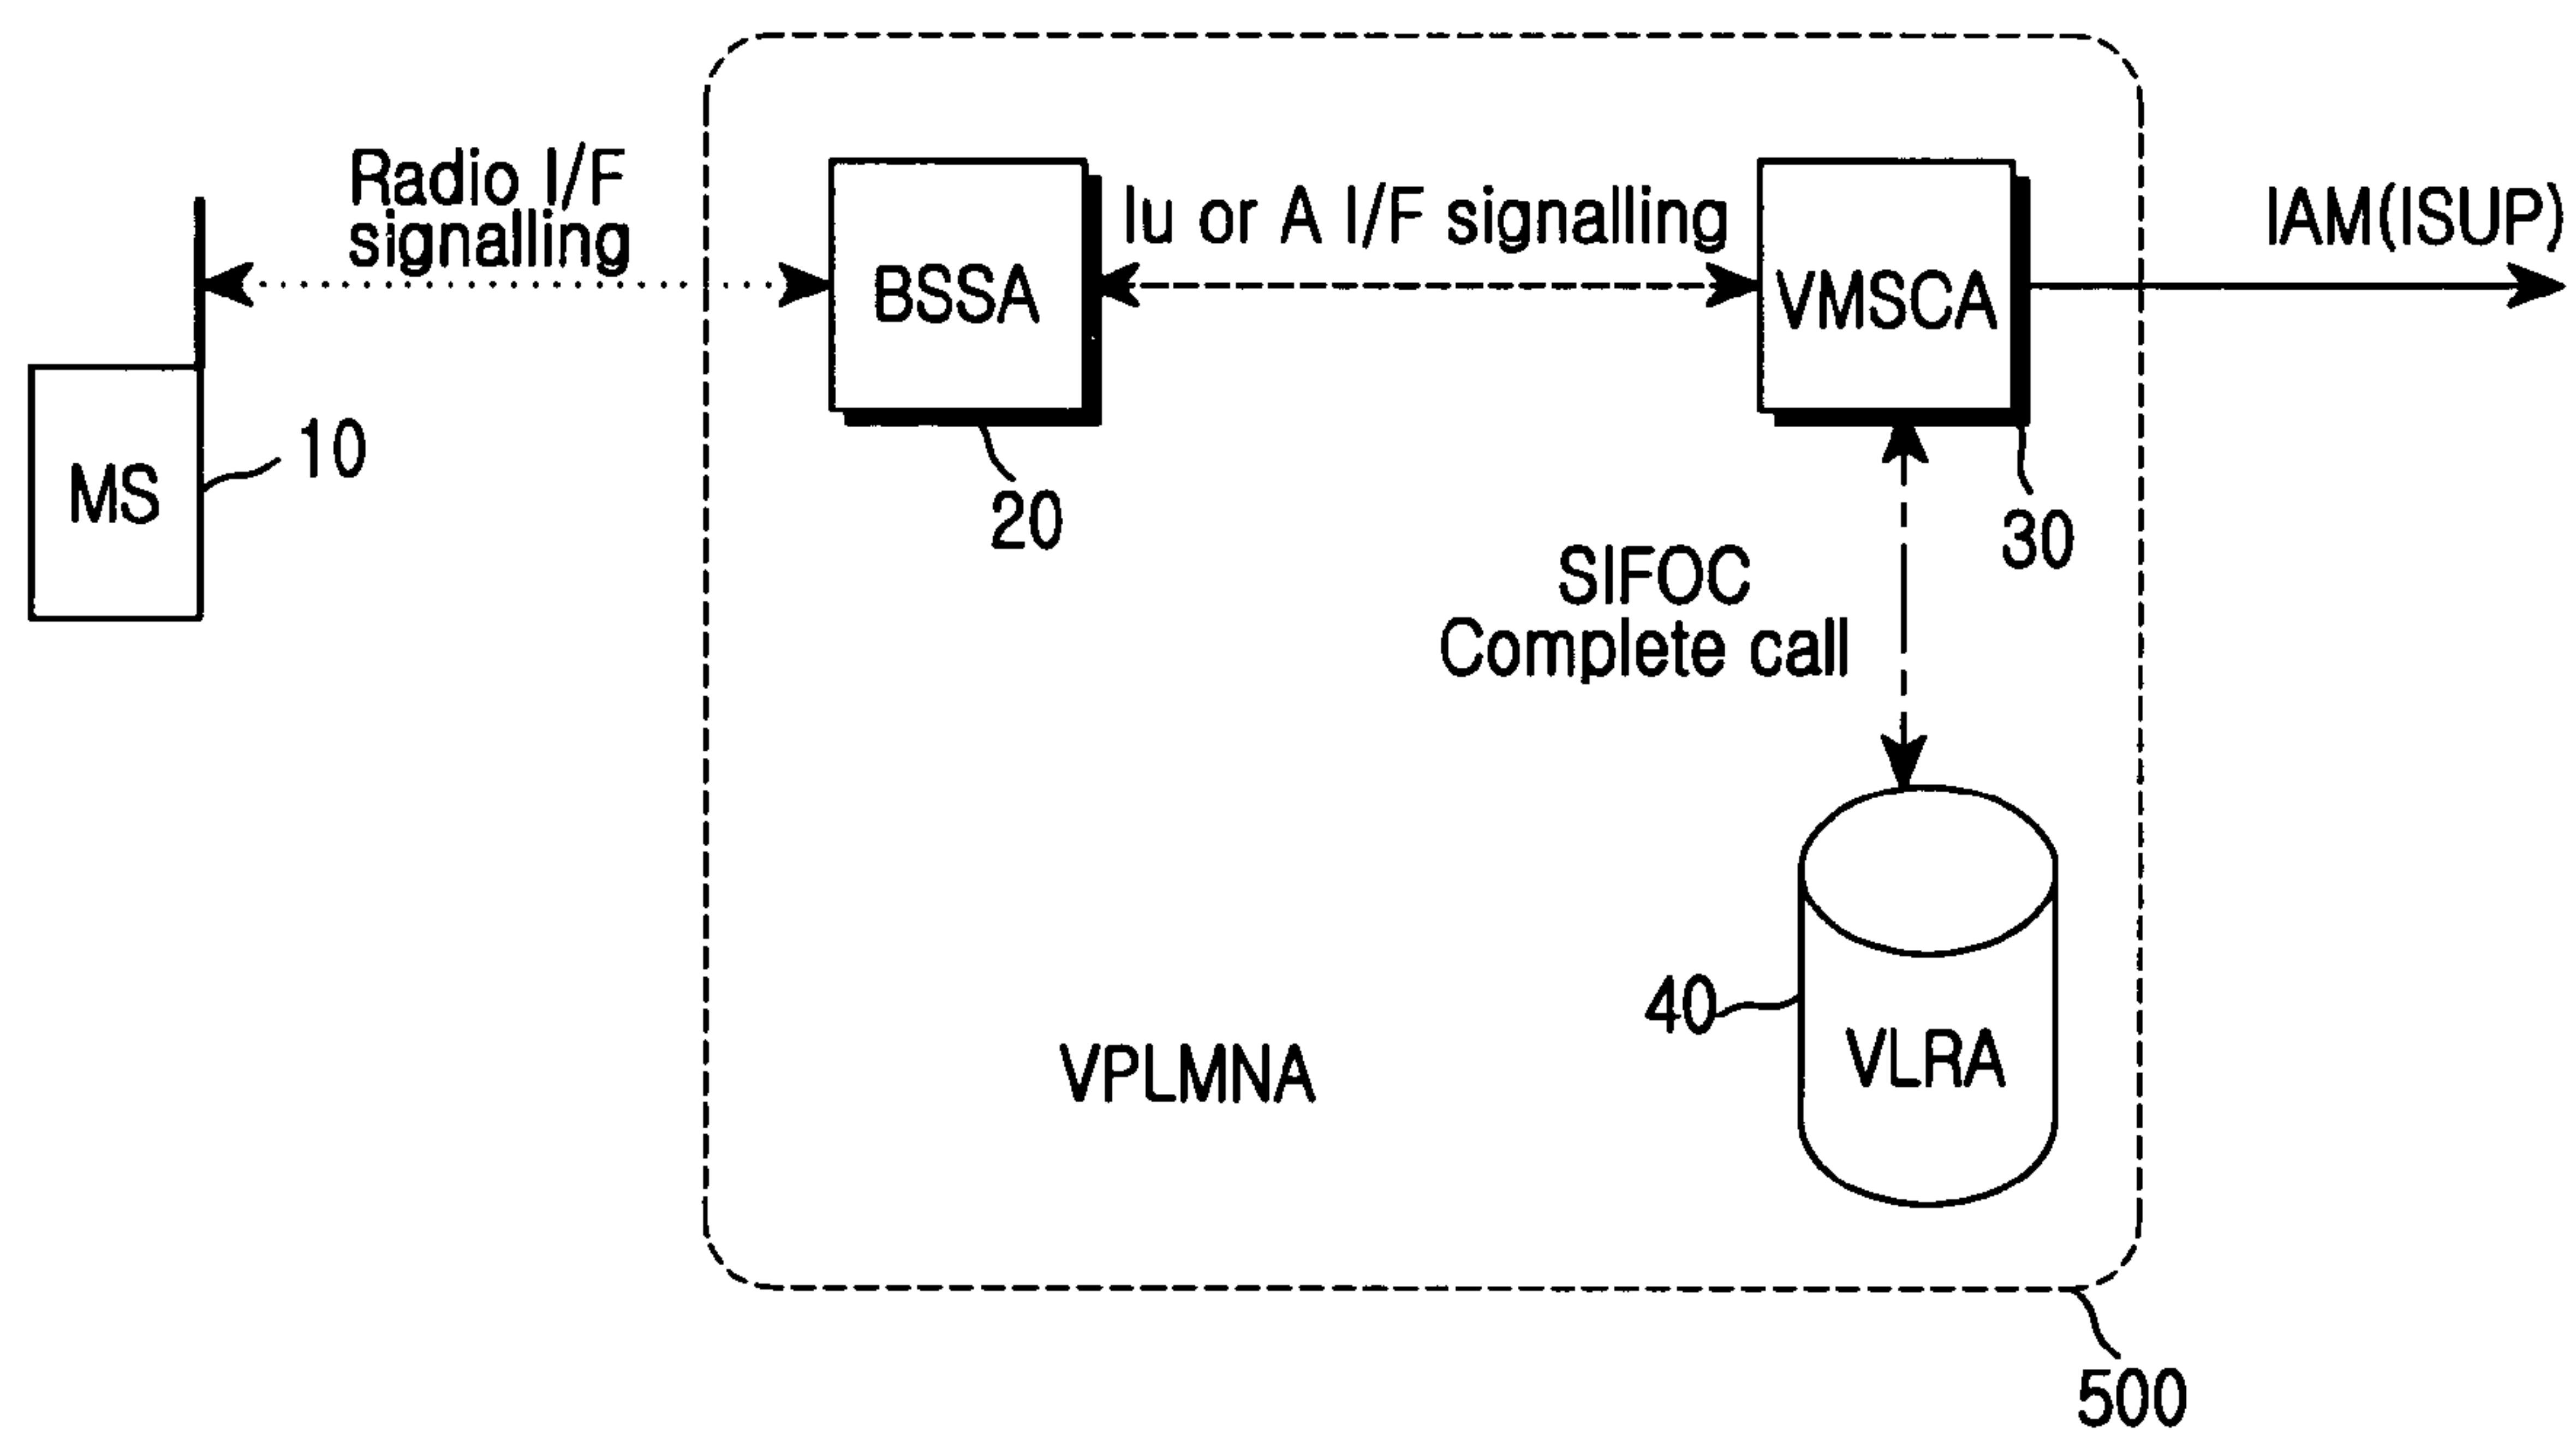 Radio I/F
signalling
BSSA
Iu or A I/F signalling
VMSCA
IAM(ISUP)
MS
10
20
30
SIFOC
Complete call
40
VLRA
VPLMNA
500